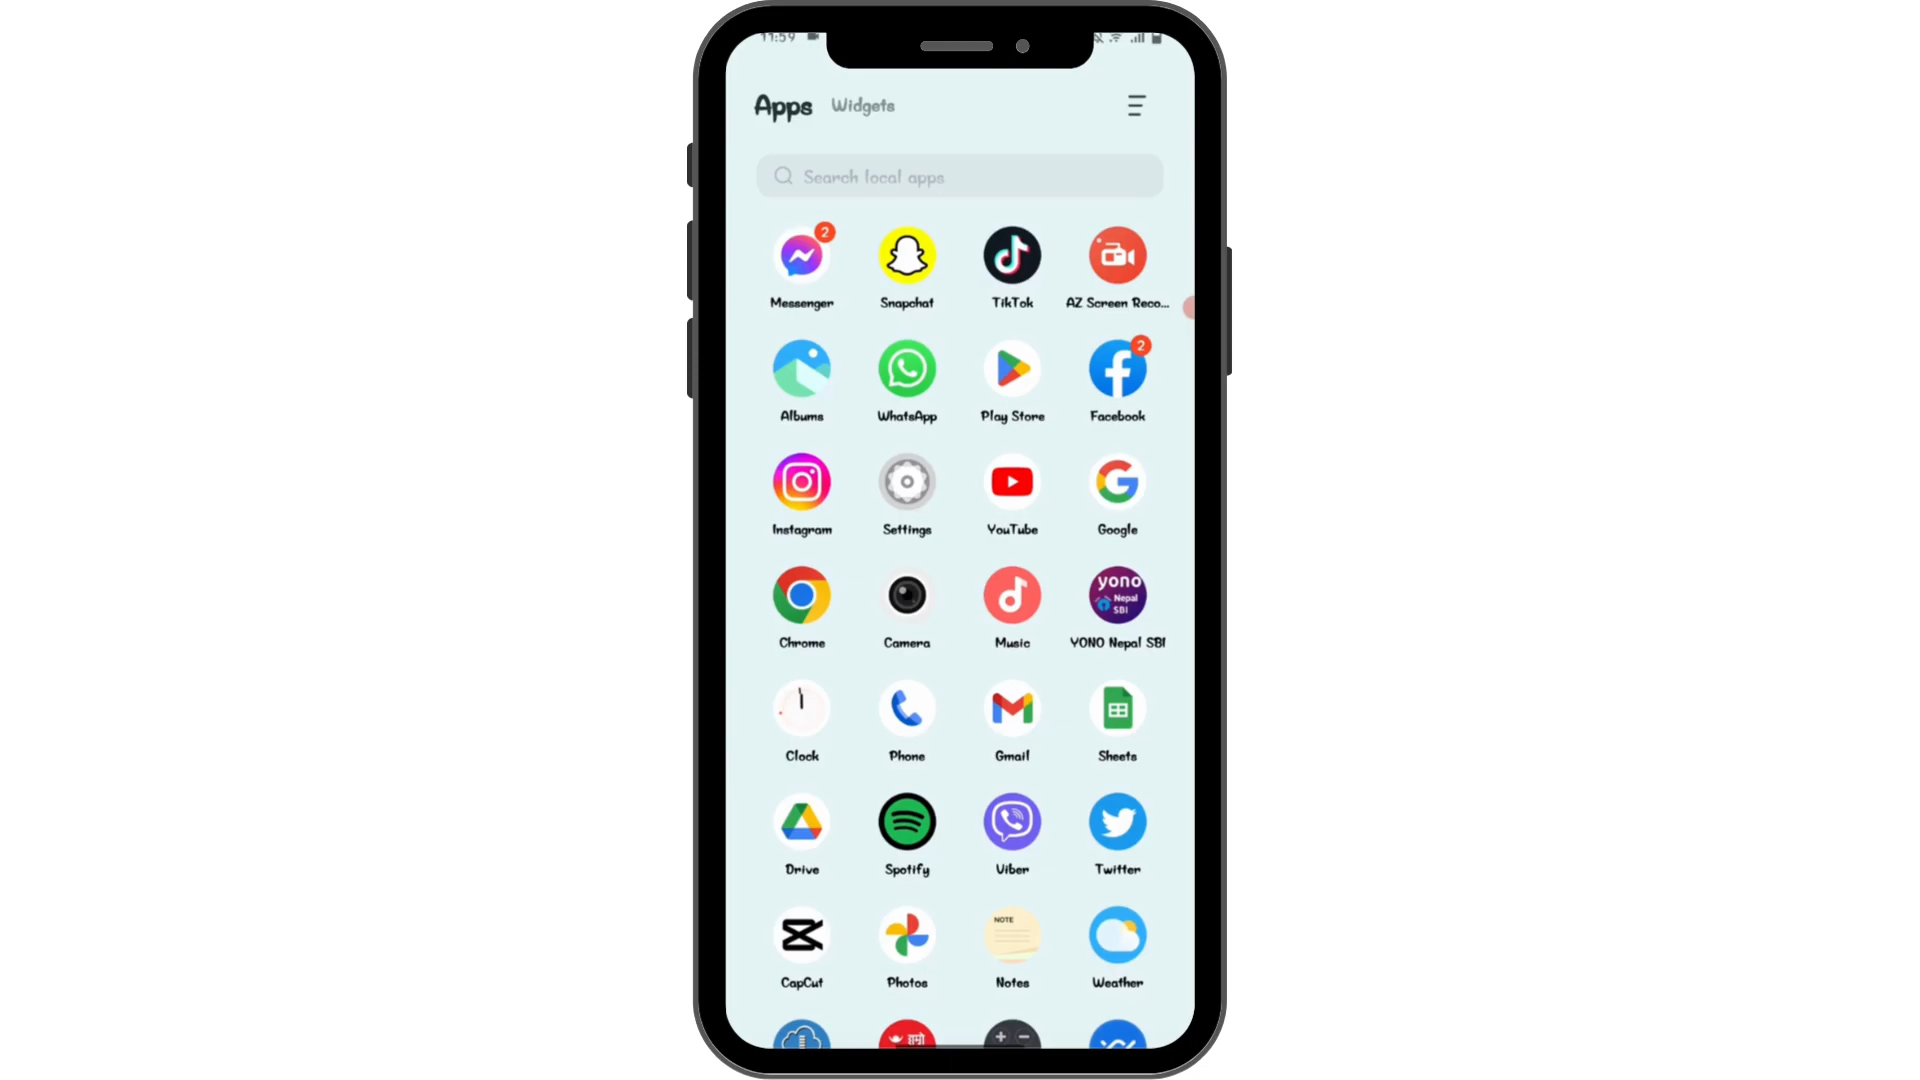 11:59
Apps Widgets
Search local apps
2
Messenger Snapchat TikTok AZ Screen Reco...
2
Albums WhatsApp Play Store Facebook
Instagram Settings YouTube Google
yono
Nepal
SBI
Chrome Camera Music YONO Nepal SBI
Clock Phone Gmail Sheets
Drive Spotify Viber Twitter
NOTE
CapCut Photos Notes Weather
हाम्रो